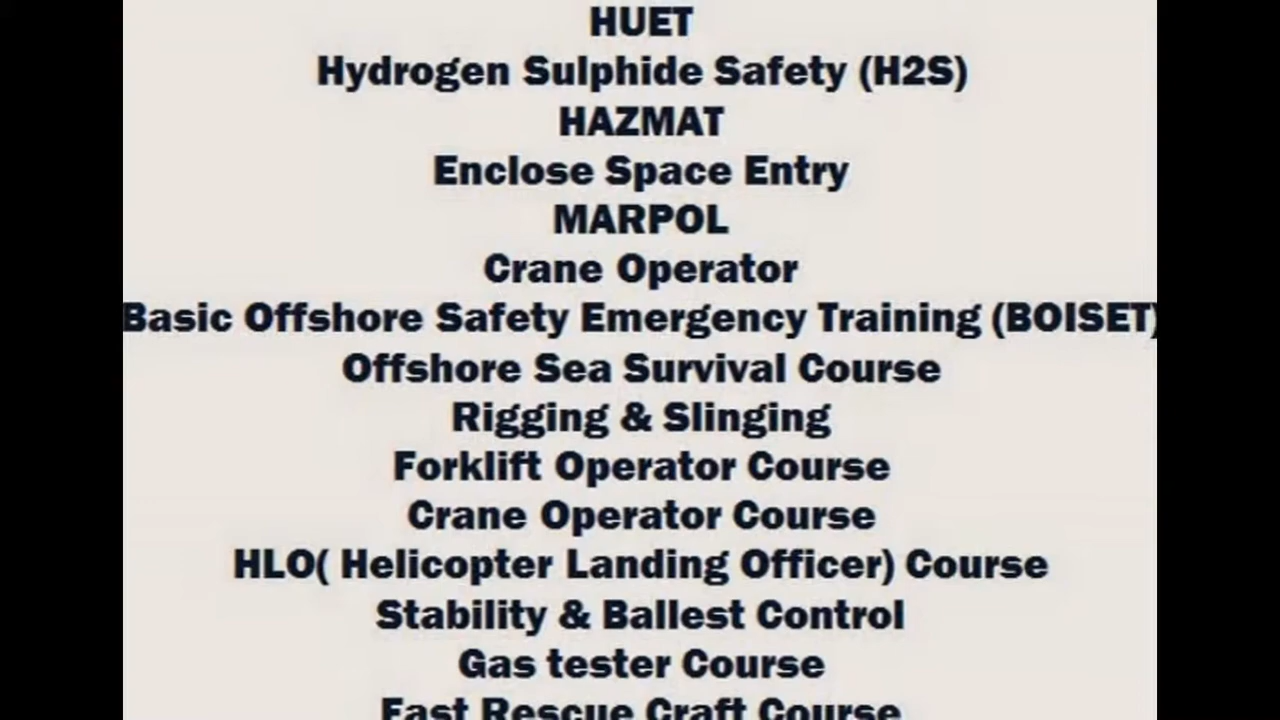 HUET
Hydrogen Sulphide Safety (H2S)
HAZMAT
Enclose Space Entry
MARPOL
Crane Operator
Basic Offshore Safety Emergency Training (BOISET)
Offshore Sea Survival Course
Rigging & Slinging
Forklift Operator Course
Crane Operator Course
HLO( Helicopter Landing Officer) Course
Stability & Ballest Control
Gas tester Course
Fast Rescue Craft Course